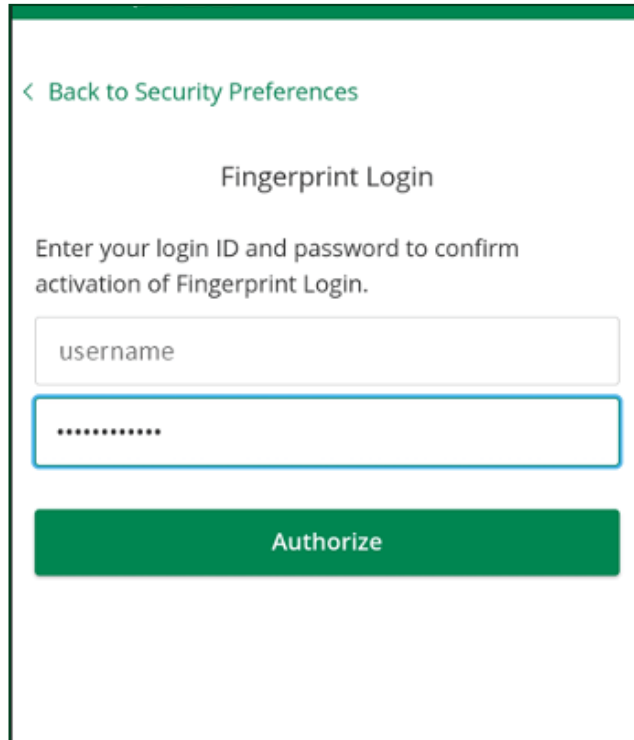 Back to Security Preferences
Fingerprint Login
Enter your login ID and password to confirm
activation of Fingerprint Login.
username
••••••••••••
Authorize